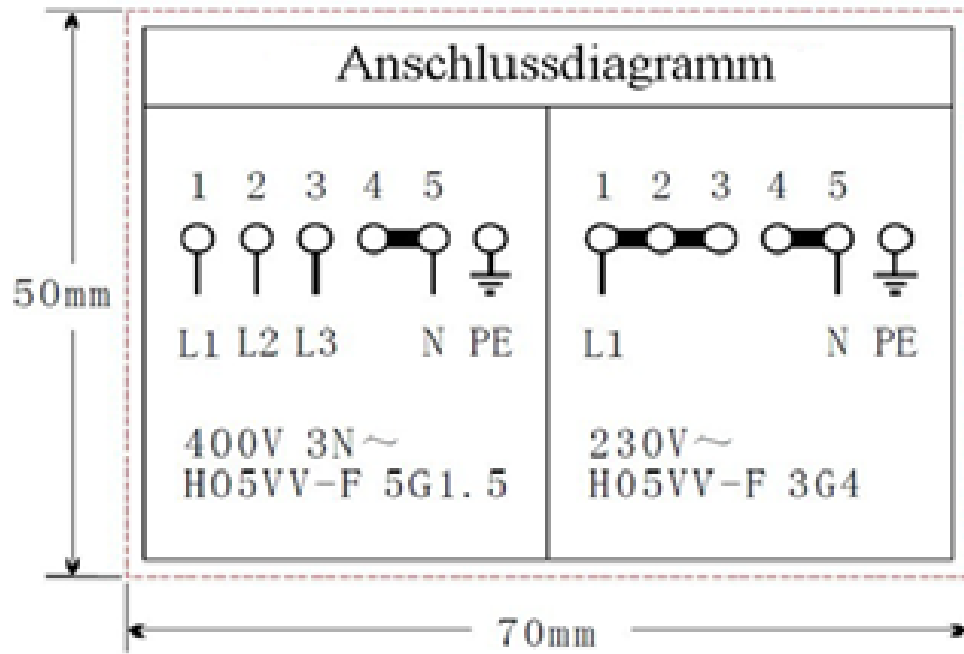 Anschlussdiagramm
1 2 3 4 5
L1 L2 L3 N PE
400V 3N～
H05VV-F 5G1.5
1 2 3 4 5
L1 N PE
230V～
H05VV-F 3G4
50mm
70mm